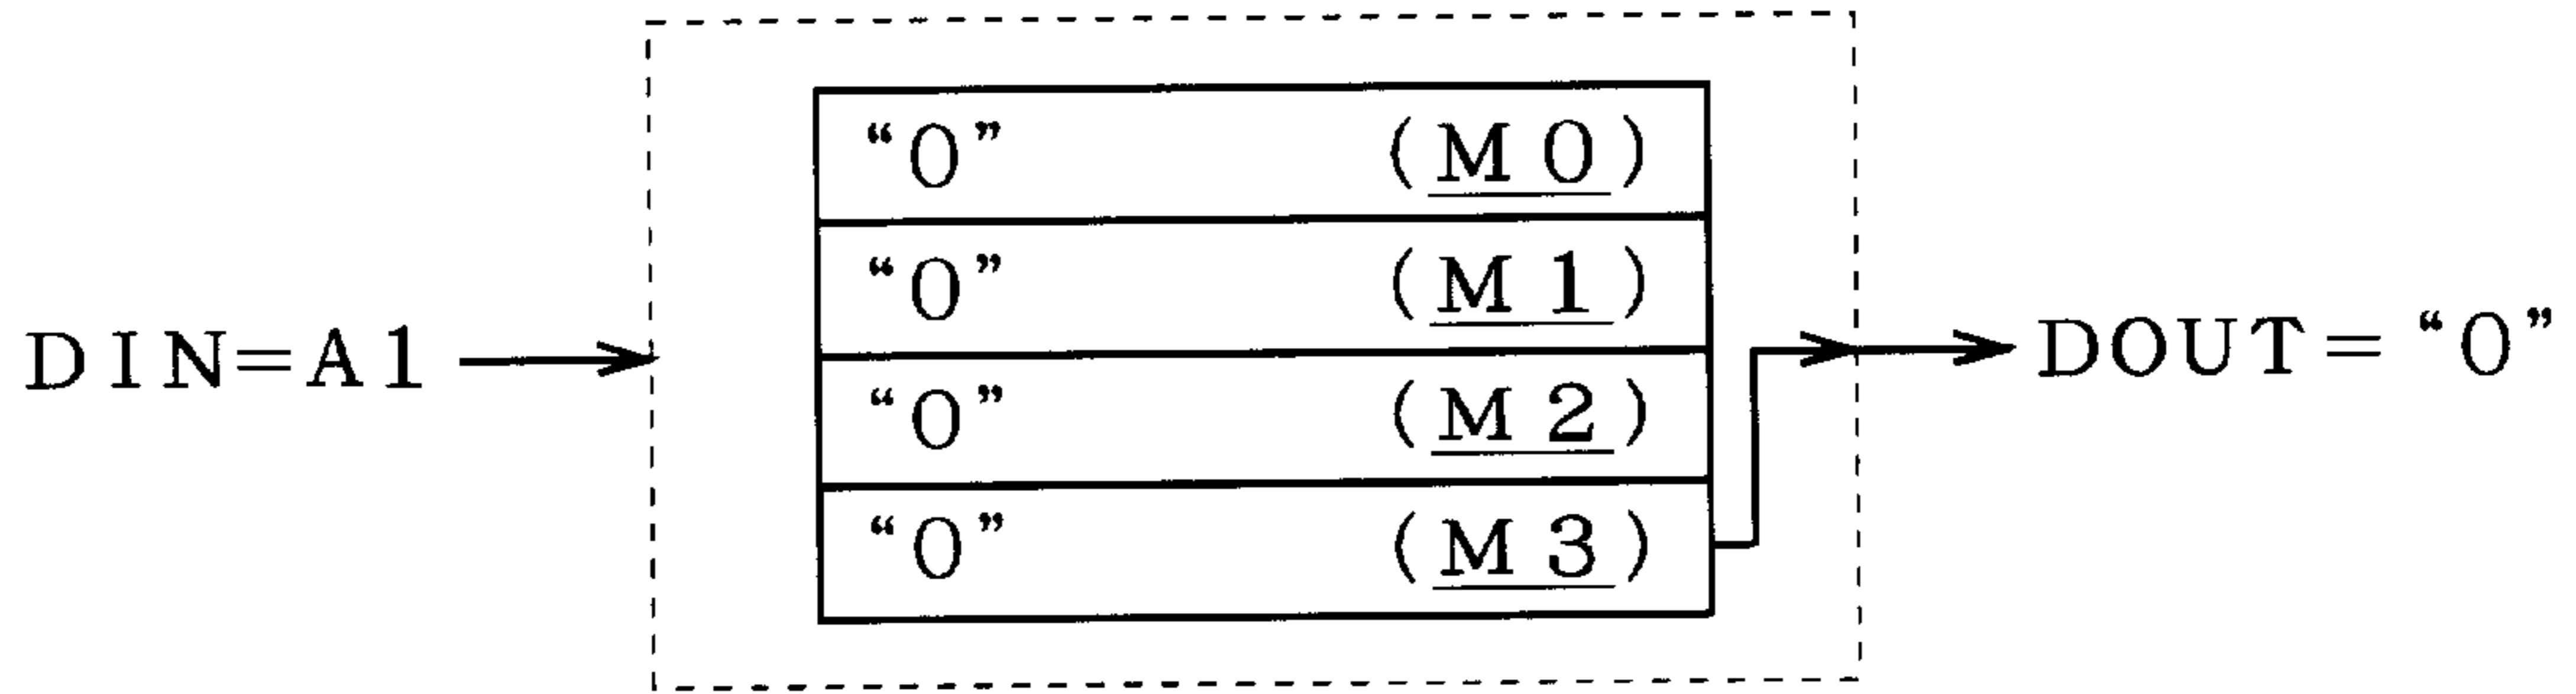 “0” (M0)
“0” (M1)
DIN=A1
DOUT=“0”
“0” (M2)
“0” (M3)